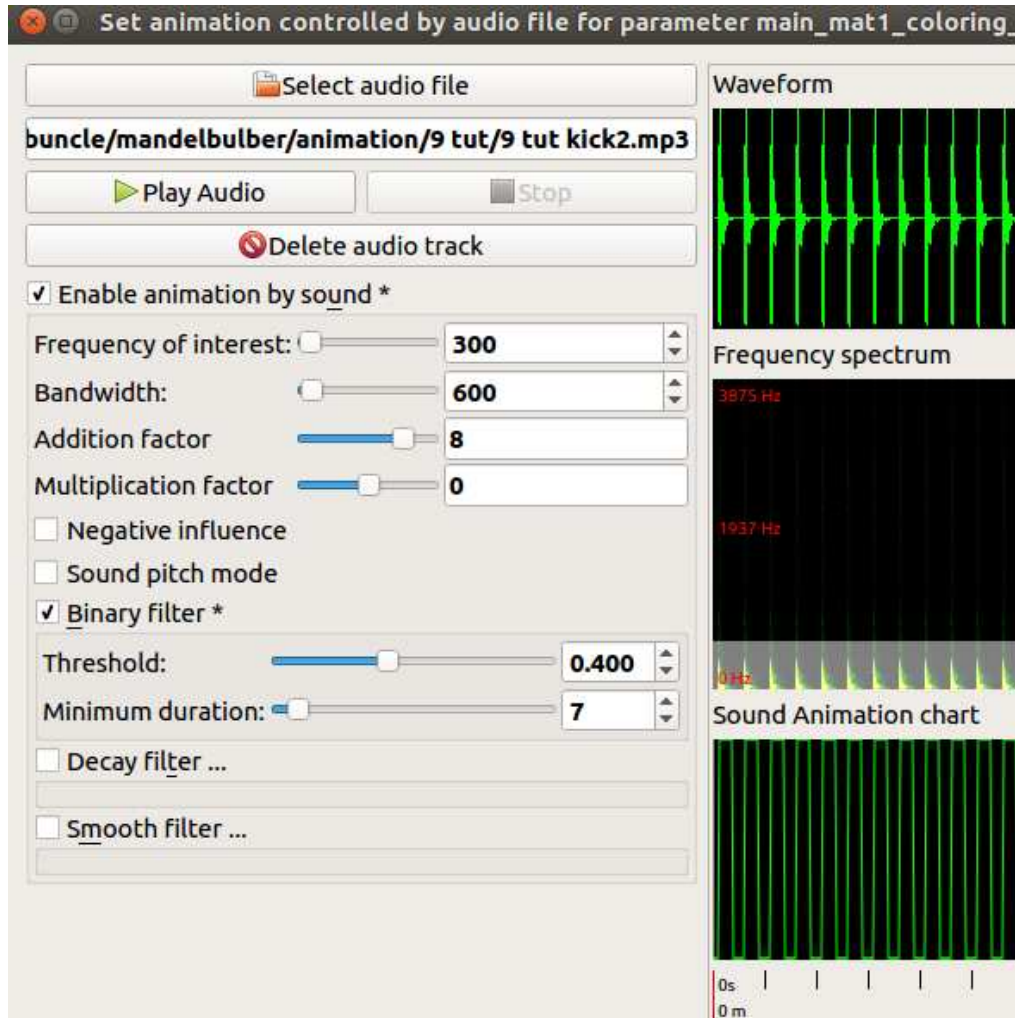 Set animation controlled by audio file for parameter main_mat1_coloring_
Select audio file
buncle/mandelbulber/animation/9 tut/9 tut kick2.mp3
Play Audio
Stop
Delete audio track
Enable animation by sound *
Frequency of interest: 300
Bandwidth: 600
Addition factor 8
Multiplication factor 0
Negative influence
Sound pitch mode
Binary filter *
Threshold: 0.400
Minimum duration: 7
Decay filter ...
Smooth filter ...
Waveform
Frequency spectrum
3875 Hz
1937 Hz
0 Hz
Sound Animation chart
0s
0 m